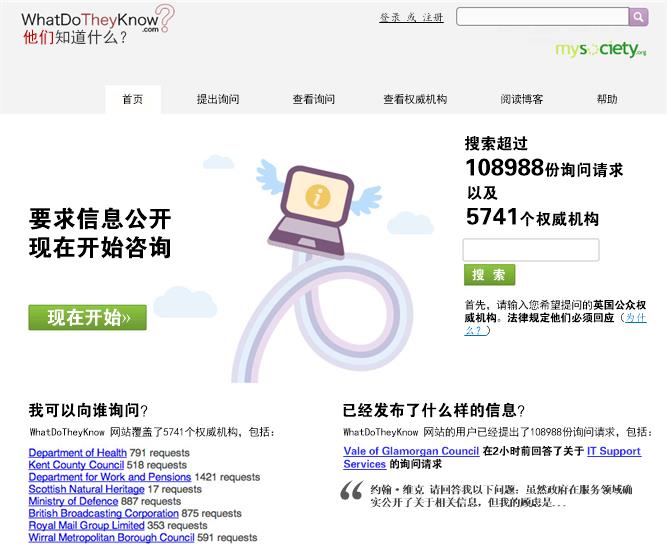 WhatDoTheyKnow?
.com
他们知道什么？
登录 或 注册
mysociety.org
首页
提出询问
查看询问
查看权威机构
阅读博客
帮助
要求信息公开
现在开始咨询
现在开始»
搜索超过
108988份询问请求
以及
5741个权威机构
搜 索
首先，请输入您希望提问的英国公众权
威机构。法律规定他们必须回应（为什
么？）
我可以向谁询问?
WhatDoTheyKnow 网站覆盖了5741个权威机构，包括：
Department of Health 791 requests
Kent County Council 518 requests
Department for Work and Pensions 1421 requests
Scottish Natural Heritage 17 requests
Ministry of Defence 887 requests
British Broadcasting Corporation 875 requests
Royal Mail Group Limited 353 requests
Wirral Metropolitan Borough Council 591 requests
已经发布了什么样的信息?
WhatDoTheyKnow 网站的用户已经提出了108988份询问请求，包括：
Vale of Glamorgan Council 在2小时前回答了关于 IT Support
Services 的询问请求
“ 约翰·维克 请回答我以下问题：虽然政府在服务领域确
实公开了关于相关信息，但我的顾虑是...